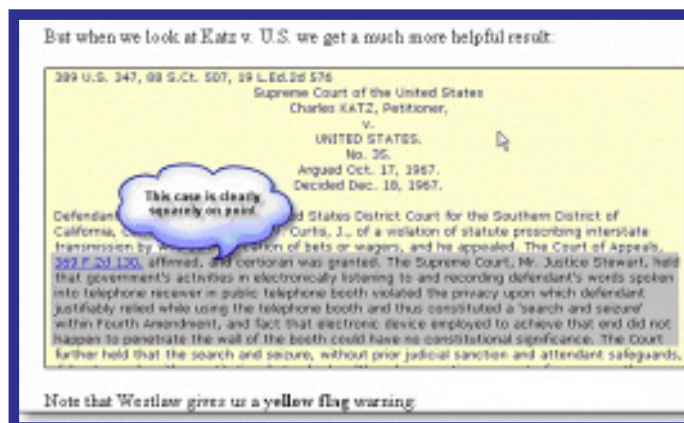 But when we look at Katz v. U.S. we get a much more helpful result:
389 U.S. 347, 88 S.Ct. 507, 19 L.Ed.2d 576
Supreme Court of the United States
Charles KATZ, Petitioner,
v.
UNITED STATES.
No. 35.
Argued Oct. 17, 1967.
Decided Dec. 18, 1967.
This case is clearly
squarely on point.
Defendant d States District Court for the Southern District of
California, Curtis, J., of a violation of statute proscribing interstate
transmission by of bets or wagers, and he appealed. The Court of Appeals,
369 F.2d 130, affirmed, and certiorari was granted. The Supreme Court, Mr. Justice Stewart, held
that government's activities in electronically listening to and recording defendant's words spoken
into telephone receiver in public telephone booth violated the privacy upon which defendant
justifiably relied while using the telephone booth and thus constituted a 'search and seizure'
within Fourth Amendment, and fact that electronic device employed to achieve that end did not
happen to penetrate the wall of the booth could have no constitutional significance. The Court
further held that the search and seizure, without prior judicial sanction and attendant safeguards,
Note that Westlaw gives us a yellow flag warning: